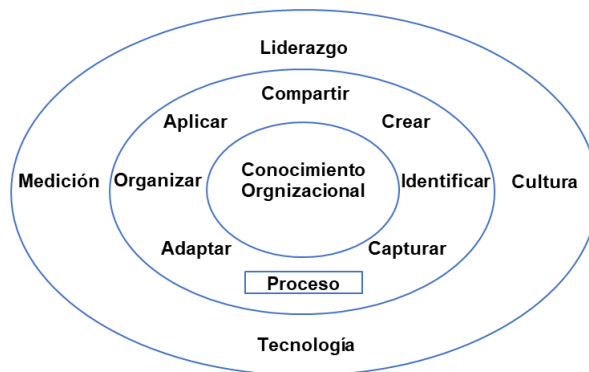 Liderazgo
Compartir
Aplicar
Crear
Medición
Organizar
Conocimiento
Orgnizacional
Identificar
Cultura
Adaptar
Capturar
Proceso
Tecnología